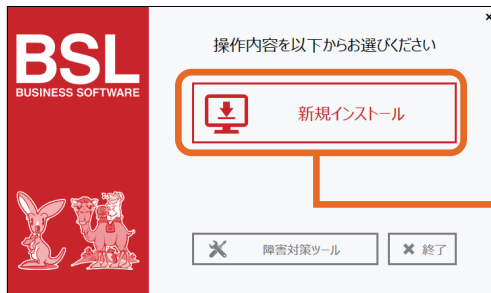 BSL
BUSINESS SOFTWARE
操作内容を以下からお選びください
新規インストール
障害対策ツール
終了